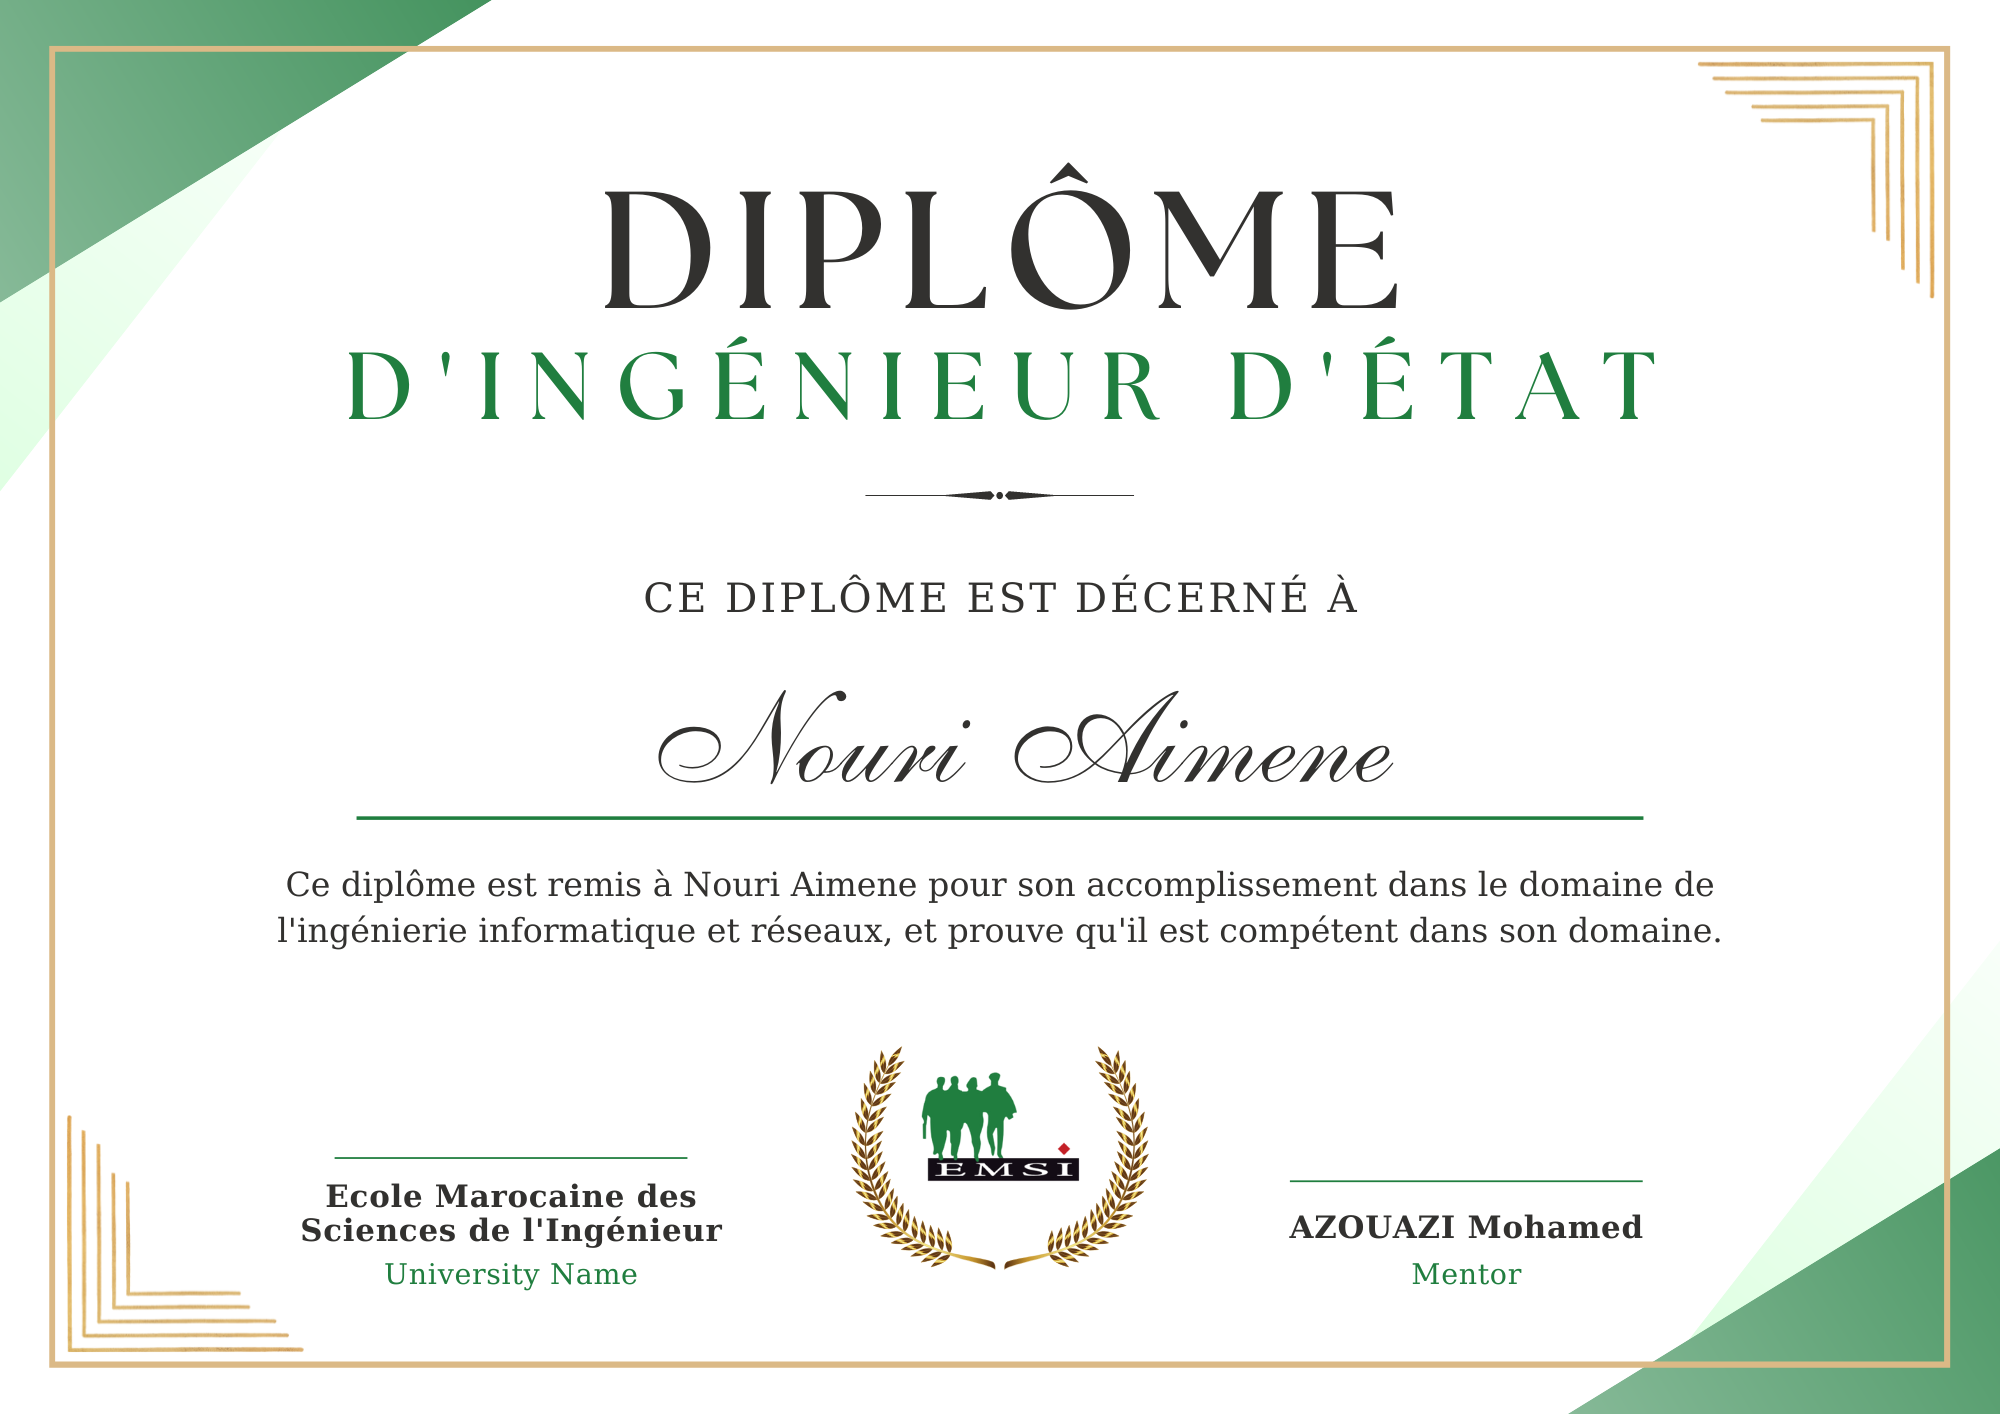 DIPLÔME
D'INGÉNIEUR D'ÉTAT
CE DIPLÔME EST DÉCERNÉ À
Nouri Aimene
Ce diplôme est remis à Nouri Aimene pour son accomplissement dans le domaine de
l'ingénierie informatique et réseaux, et prouve qu'il est compétent dans son domaine.
EMSI
Ecole Marocaine des
Sciences de l'Ingénieur
University Name
AZOUAZI Mohamed
Mentor